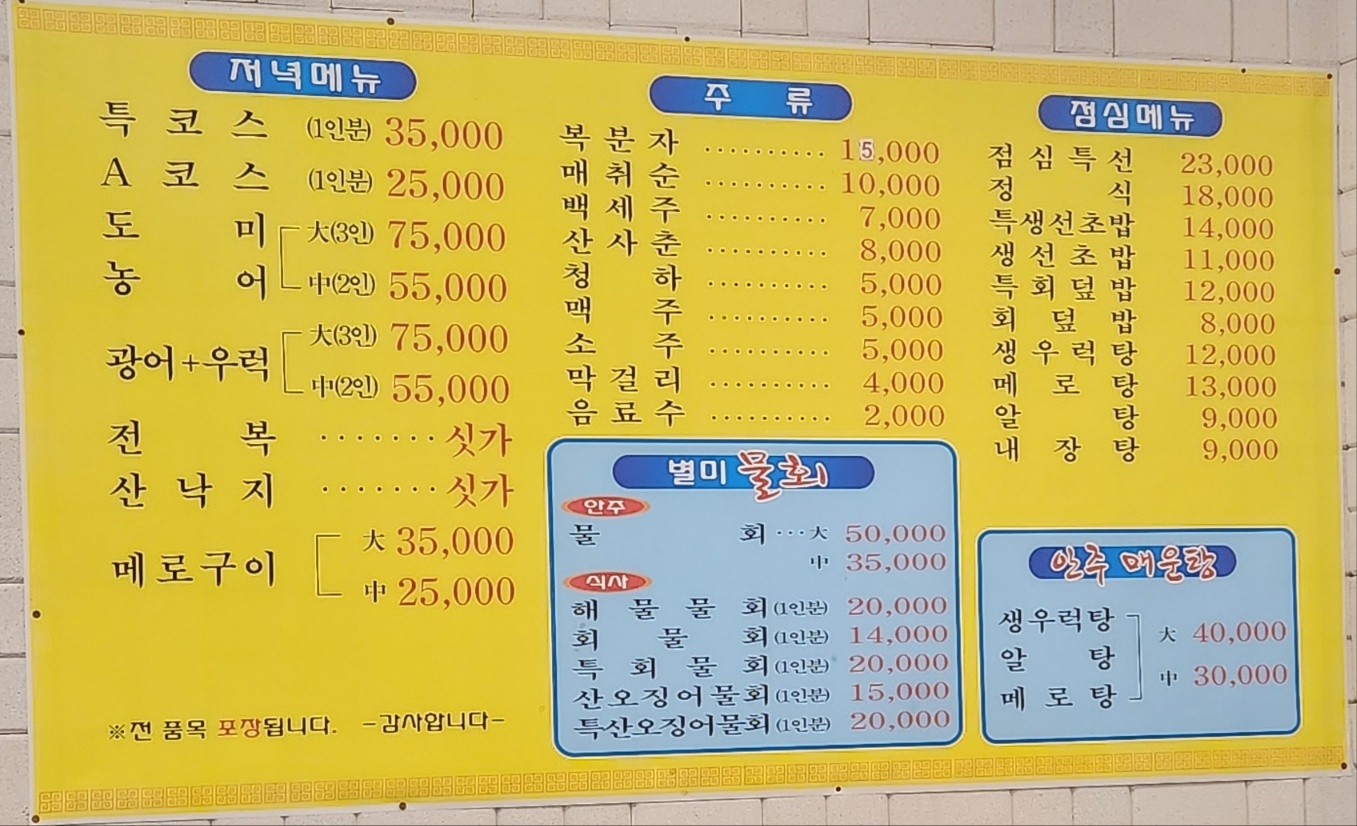 저녁메뉴
특코스 (1인분) 35,000
A코스 (1인분) 25,000
도미 大(3인) 75,000
농어 中(2인) 55,000
광어+우럭 大(3인) 75,000
中(2인) 55,000
전복 ······· 싯가
산낙지 ······· 싯가
메로구이 大 35,000
中 25,000
※전 품목 포장됩니다. -감사합니다-
주류
복분자 .......... 15,000
매취순 .......... 10,000
백세주 .......... 7,000
산사춘 .......... 8,000
청하 .......... 5,000
맥주 .......... 5,000
소주 .......... 5,000
막걸리 .......... 4,000
음료수 .......... 2,000
별미 물회
안주
물회 ··· 大 50,000
中 35,000
식사
해물물회 (1인분) 20,000
회물회 (1인분) 14,000
특회물회 (1인분) 20,000
산오징어물회 (1인분) 15,000
특산오징어물회 (1인분) 20,000
점심메뉴
점심특선 23,000
정식 18,000
특생선초밥 14,000
생선초밥 11,000
특회덮밥 12,000
회덮밥 8,000
생우럭탕 12,000
메로탕 13,000
알탕 9,000
내장탕 9,000
안주 매운탕
생우럭탕 大 40,000
알탕
메로탕 中 30,000